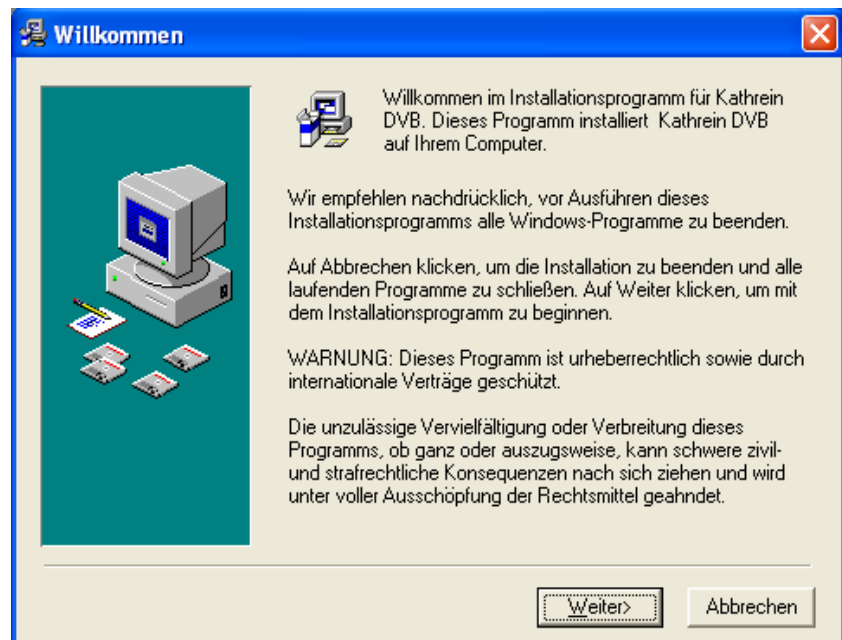 Willkommen
Willkommen im Installationsprogramm für Kathrein
DVB. Dieses Programm installiert  Kathrein DVB
auf Ihrem Computer.
Wir empfehlen nachdrücklich, vor Ausführen dieses
Installationsprogramms alle Windows-Programme zu beenden.
Auf Abbrechen klicken, um die Installation zu beenden und alle
laufenden Programme zu schließen. Auf Weiter klicken, um mit
dem Installationsprogramm zu beginnen.
WARNUNG: Dieses Programm ist urheberrechtlich sowie durch
internationale Verträge geschützt.
Die unzulässige Vervielfältigung oder Verbreitung dieses
Programms, ob ganz oder auszugsweise, kann schwere zivil-
und strafrechtliche Konsequenzen nach sich ziehen und wird
unter voller Ausschöpfung der Rechtsmittel geahndet.
Weiter>
Abbrechen